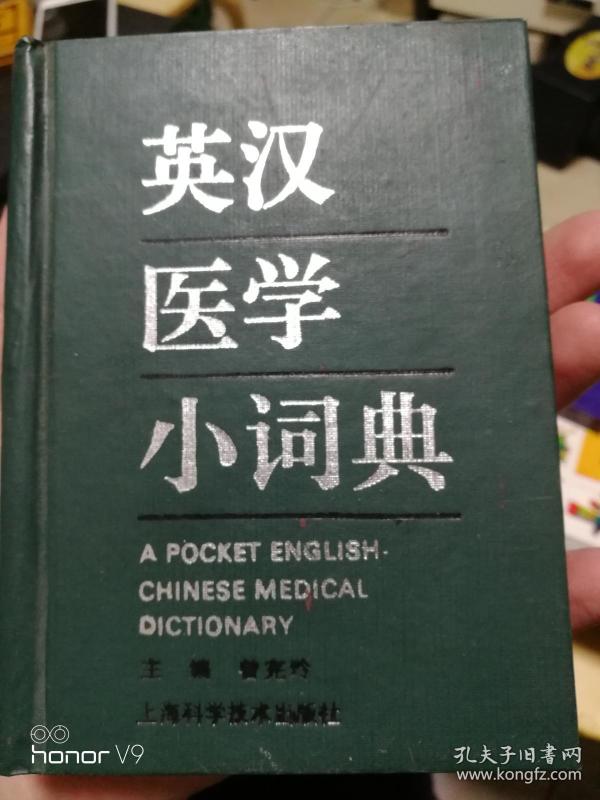 英汉
医学
小词典
A POCKET ENGLISH-
CHINESE MEDICAL
DICTIONARY
主 编
上海科学技术出版社
honor V9
孔夫子旧书网
www.kongfz.com